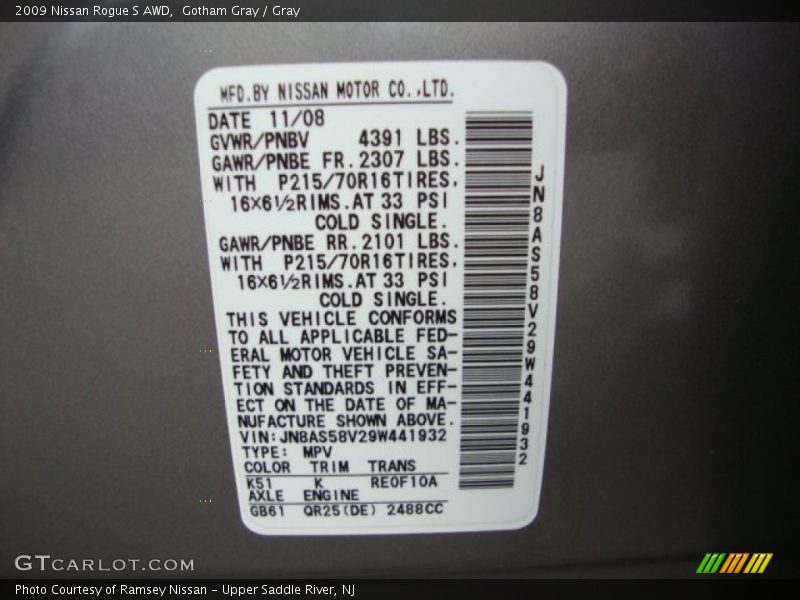 2009 Nissan Rogue S AWD, Gotham Gray / Gray
MFD.BY NISSAN MOTOR CO.,LTD.
DATE 11/08
GVWR/PNBV 4391 LBS.
GAWR/PNBE FR.2307 LBS.
WITH P215/70R16TIRES,
16×6½RIMS.AT 33 PSI
COLD SINGLE.
GAWR/PNBE RR.2101 LBS.
WITH P215/70R16TIRES,
16×6½RIMS.AT 33 PSI
COLD SINGLE.
THIS VEHICLE CONFORMS
TO ALL APPLICABLE FED-
ERAL MOTOR VEHICLE SA-
FETY AND THEFT PREVEN-
TION STANDARDS IN EFF-
ECT ON THE DATE OF MA-
NUFACTURE SHOWN ABOVE.
VIN:JN8AS58V29W441932
TYPE: MPV
COLOR TRIM TRANS
K51 K RE0F10A
AXLE ENGINE
GB61 QR25(DE) 2488CC
JN8AS58V29W441932
GTCARLOT.COM
Photo Courtesy of Ramsey Nissan - Upper Saddle River, NJ